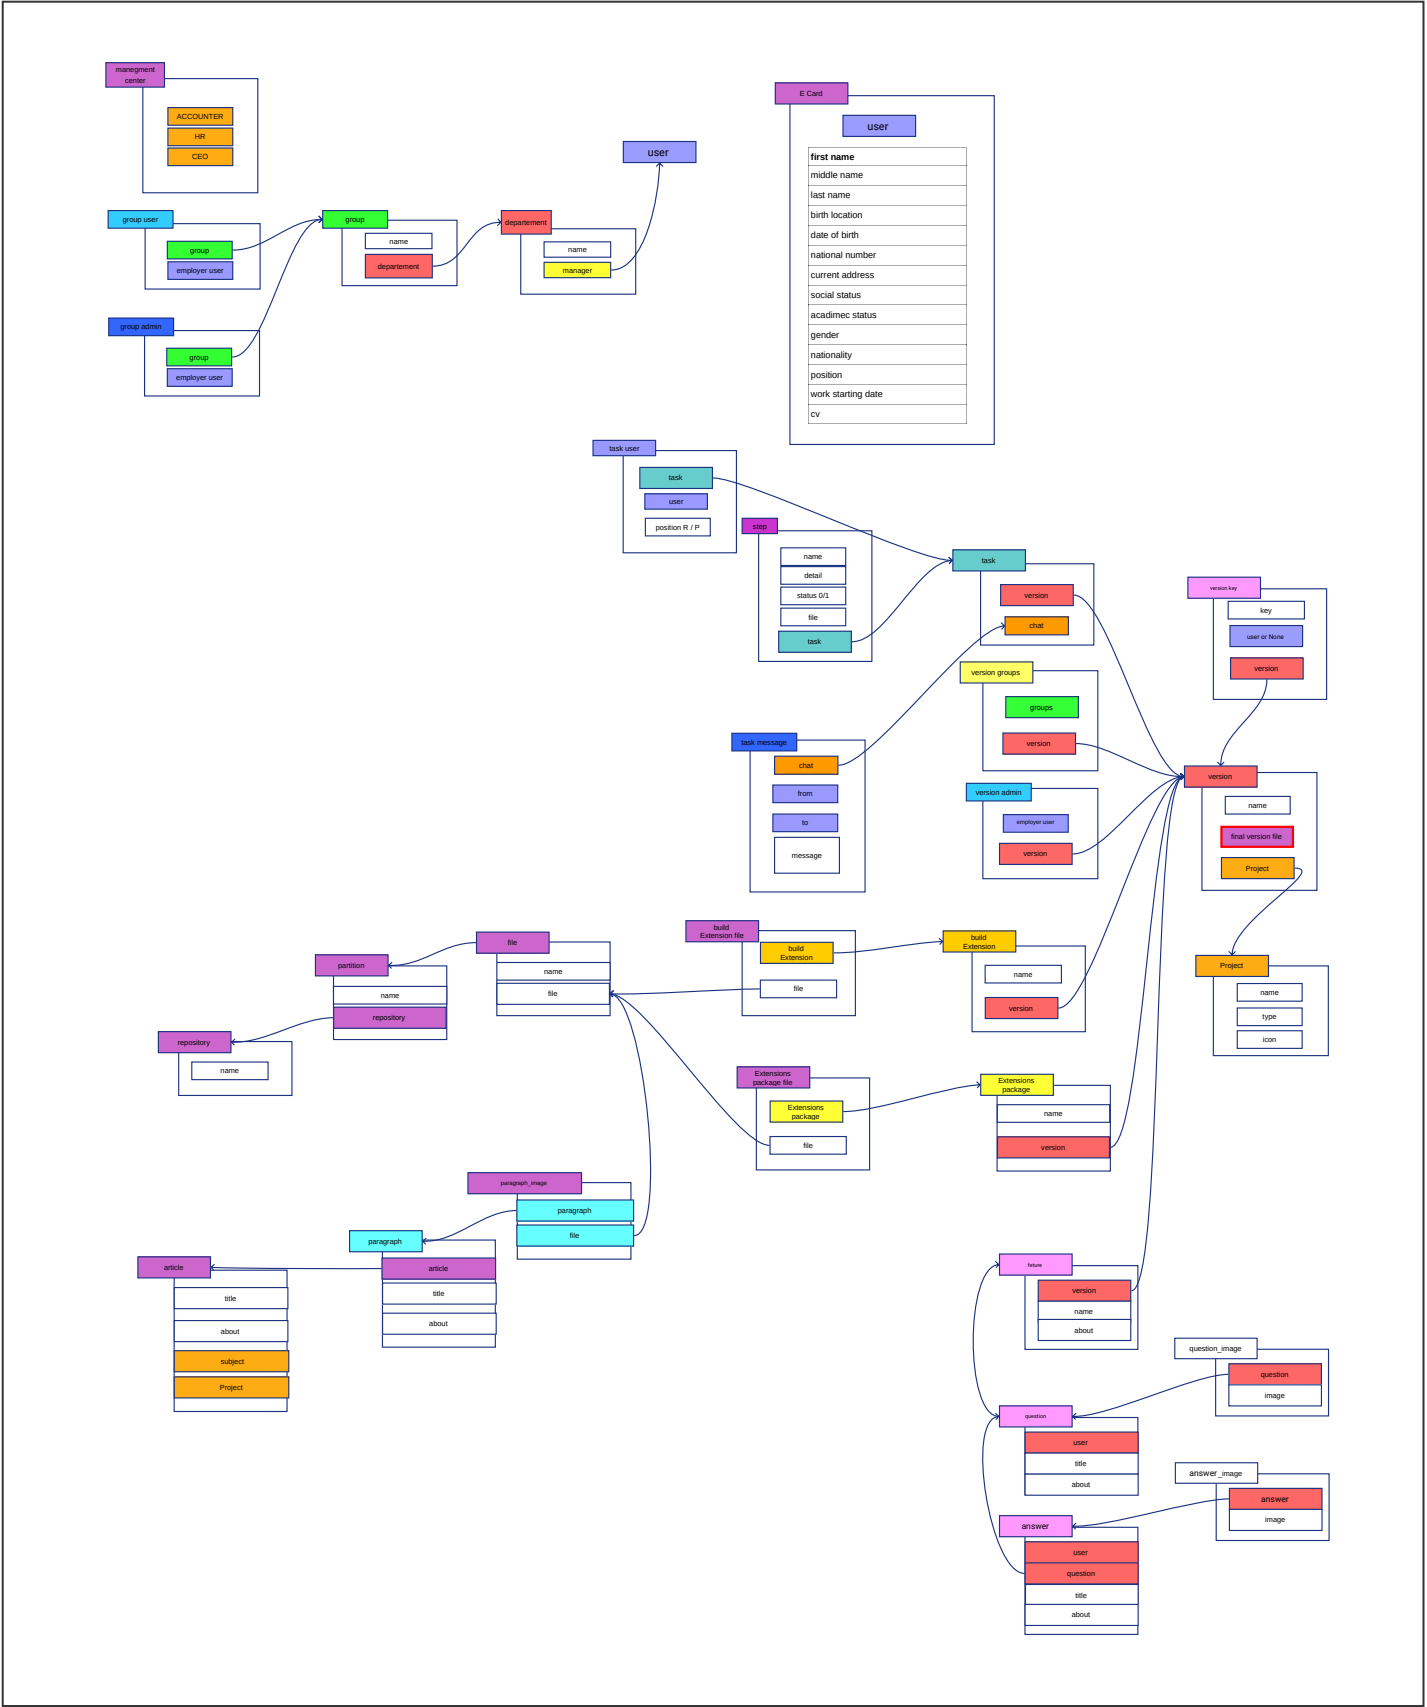 manegment
center
ACCOUNTER
HR
CEO
group user
group
employer user
group admin
group
employer user
group
name
departement
departement
name
manager
user
E Card
user
first name
middle name
last name
birth location
date of birth
national number
current address
social status
acadimec status
gender
nationality
position
work starting date
cv
task user
task
user
position R / P
step
name
detail
status 0/1
file
task
task
version
chat
version key
key
user or None
version
version groups
groups
version
task message
chat
from
to
message
version admin
employer user
version
version
name
final version file
Project
Project
name
type
icon
build
Extension file
build
Extension
file
build
Extension
name
version
file
name
file
partition
name
repository
repository
name
Extensions
package file
Extensions
package
file
Extensions
package
name
version
paragraph_image
paragraph
file
paragraph
article
title
about
article
title
about
subject
Project
feture
version
name
about
question_image
question
image
question
user
title
about
answer_image
answer
image
answer
user
question
title
about